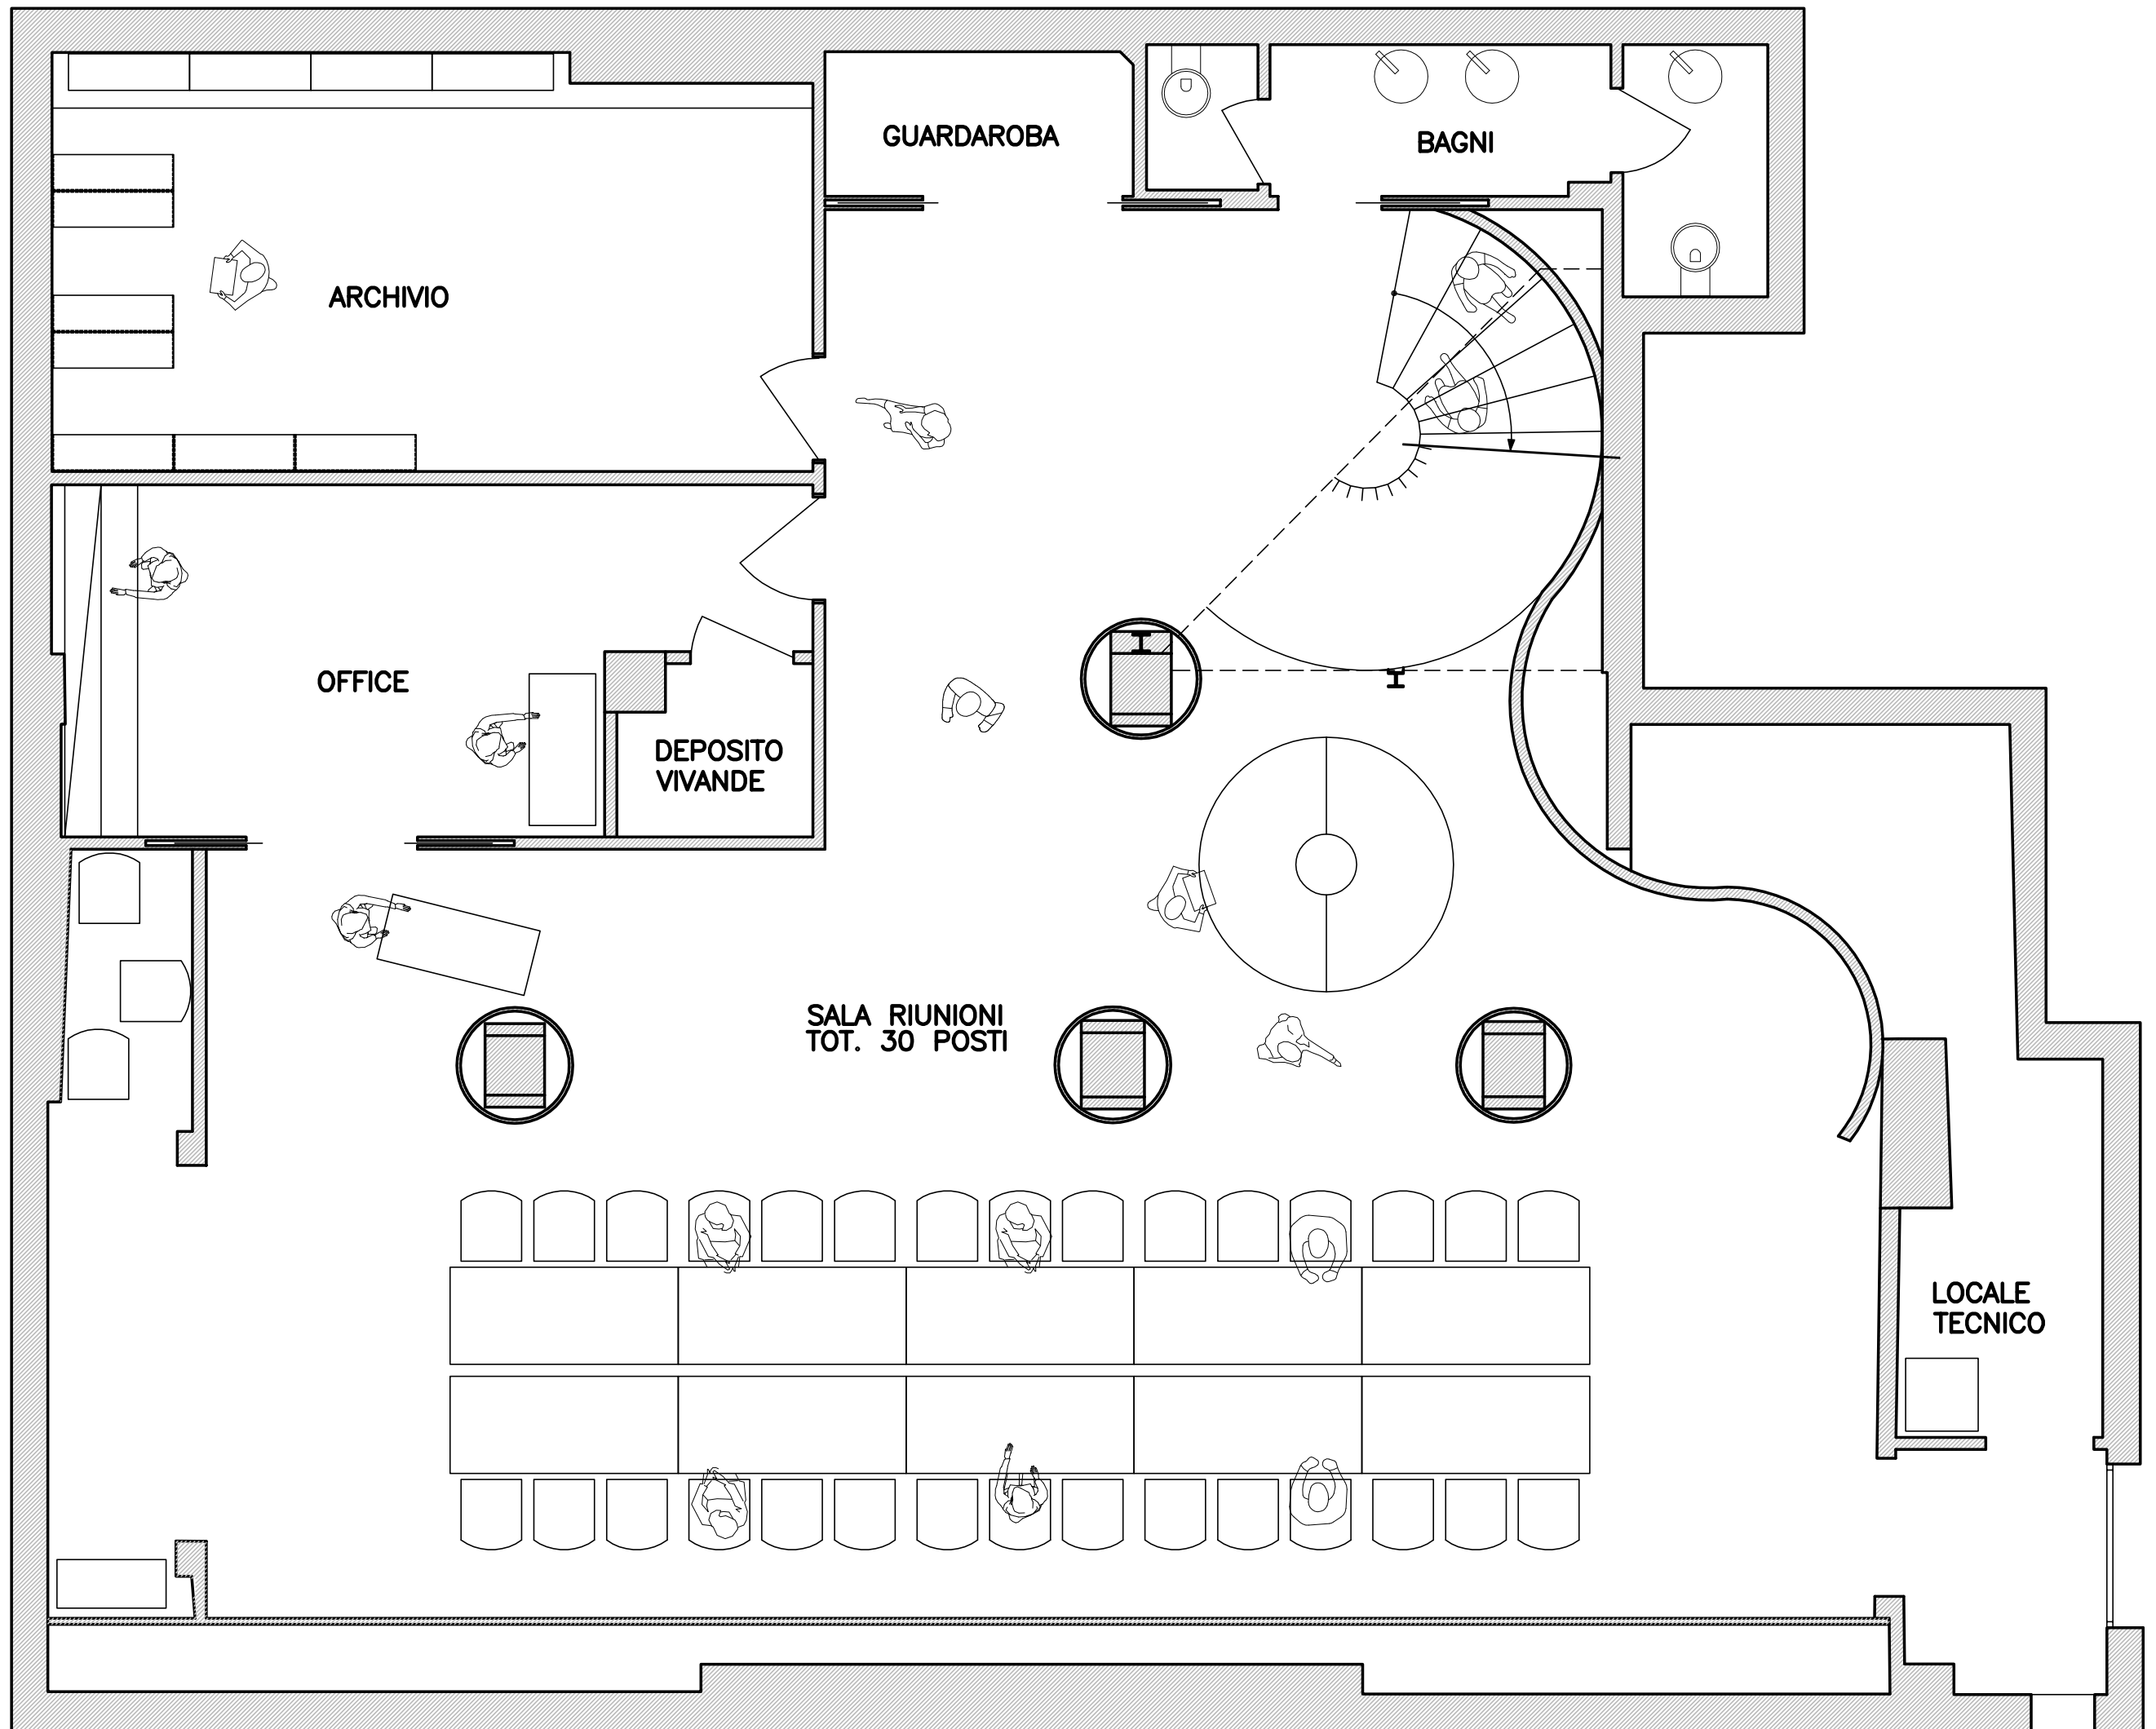 GUARDAROBA
BAGNI
ARCHIVIO
OFFICE
DEPOSITO
VIVANDE
SALA RIUNIONI
TOT. 30 POSTI
LOCALE
TECNICO